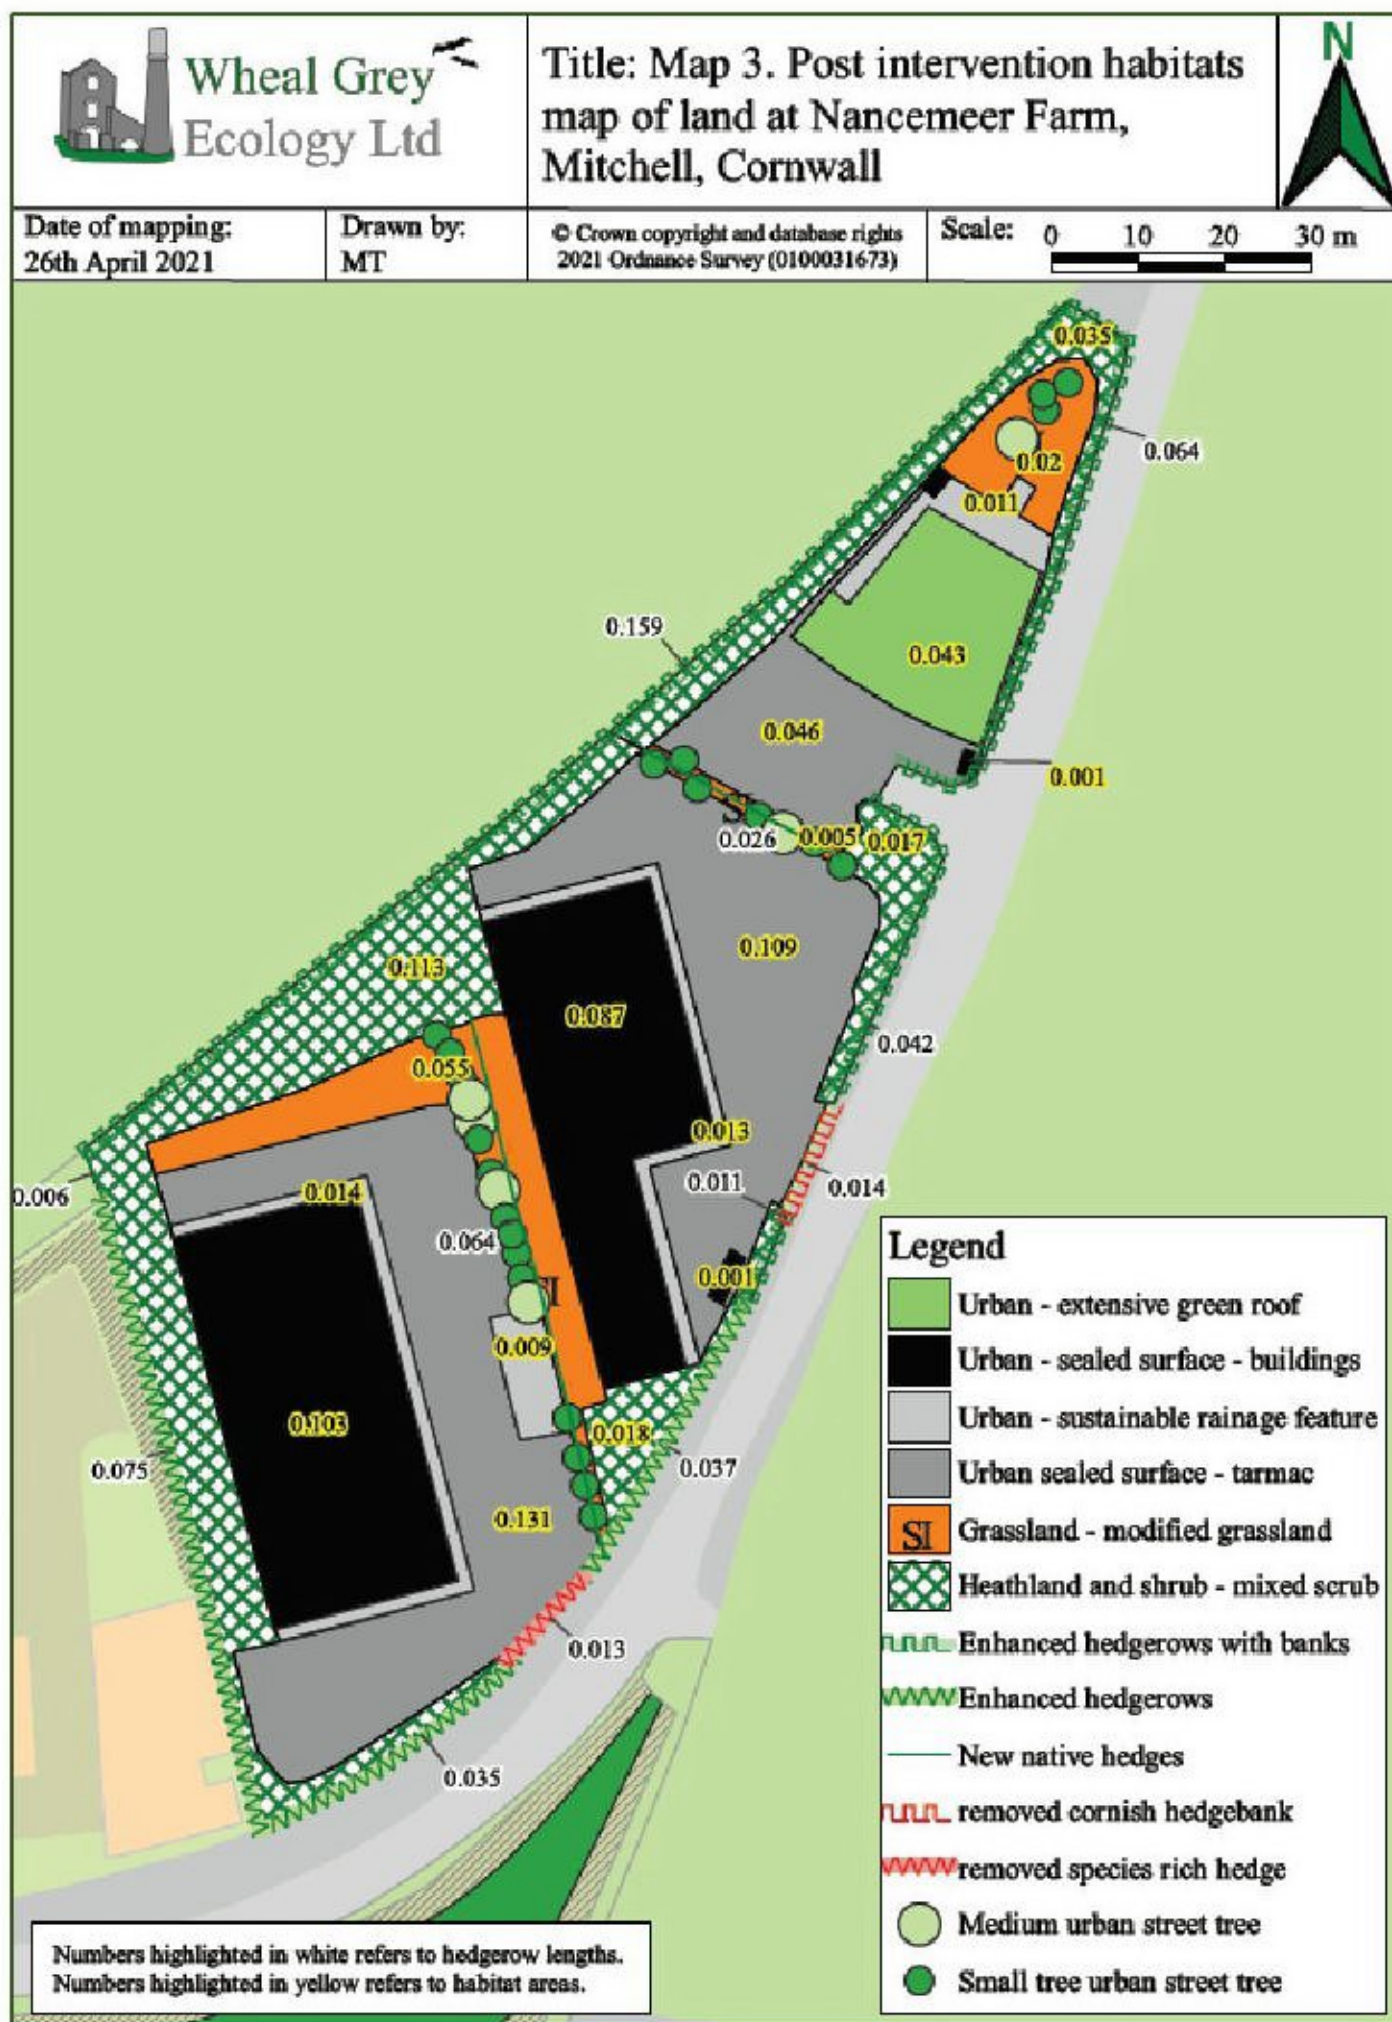 Wheal Grey
Ecology Ltd
Title: Map 3. Post intervention habitats
map of land at Nancemeer Farm,
Mitchell, Cornwall
N
Date of mapping:
26th April 2021
Drawn by:
MT
© Crown copyright and database rights
2021 Ordnance Survey (0100031673)
Scale: 0 10 20 30 m
0.035
0.064
0.02
0.011
0.159
0.043
0.046
0.001
0.026
0.005
0.017
0.109
0.113
0.087
0.042
0.055
0.013
0.006
0.014
0.011
0.014
0.064
SI
0.001
0.009
0.103
0.018
0.075
0.037
0.131
0.013
0.035
Legend
Urban - extensive green roof
Urban - sealed surface - buildings
Urban - sustainable rainage feature
Urban sealed surface - tarmac
SI Grassland - modified grassland
Heathland and shrub - mixed scrub
Enhanced hedgerows with banks
Enhanced hedgerows
New native hedges
removed cornish hedgebank
removed species rich hedge
Medium urban street tree
Small tree urban street tree
Numbers highlighted in white refers to hedgerow lengths.
Numbers highlighted in yellow refers to habitat areas.